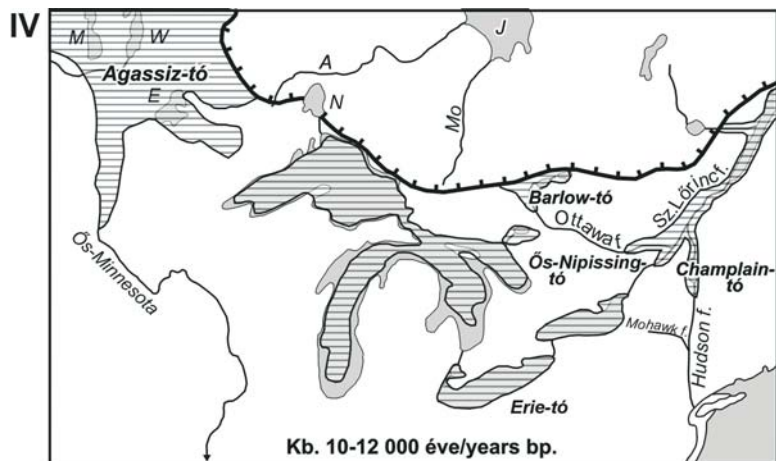 IV
M
W
J
Agassiz-tó
A
E
N
Mo
Barlow-tó
Sz.Lőrinc f.
Ottawa f.
Ős-Minnesota
Ős-Nipissing-
tó
Champlain-
tó
Mohawk f.
Hudson f.
Erie-tó
Kb. 10-12 000 éve/years bp.